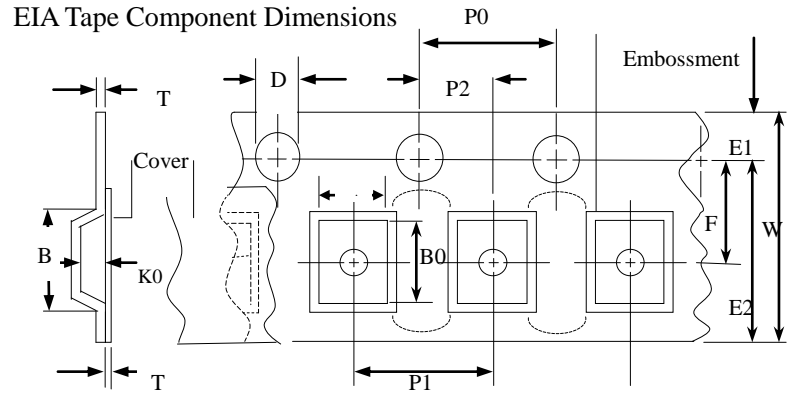 EIA Tape Component Dimensions
P0
Embossment
D
P2
T
E1
Cover
F
W
B
B0
K0
E2
P1
T